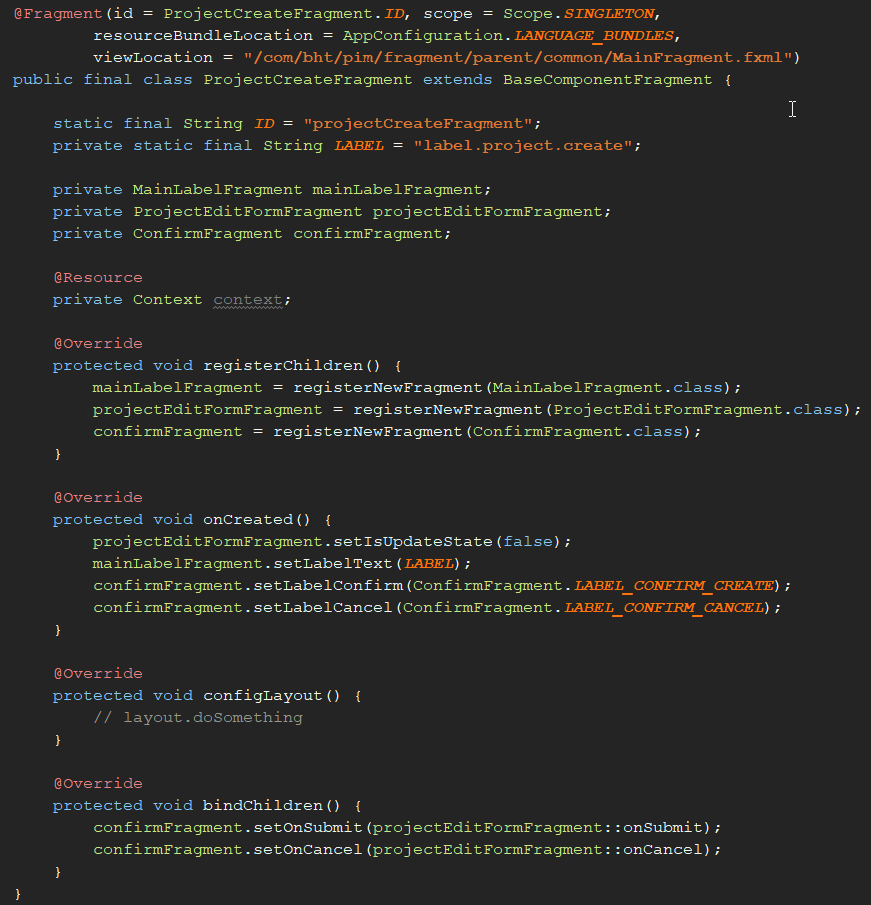 @Fragment(id = ProjectCreateFragment.ID, scope = Scope.SINGLETON,
        resourceBundleLocation = AppConfiguration.LANGUAGE_BUNDLES,
        viewLocation = "/com/bht/pim/fragment/parent/common/MainFragment.fxml")
public final class ProjectCreateFragment extends BaseComponentFragment {

    static final String ID = "projectCreateFragment";
    private static final String LABEL = "label.project.create";

    private MainLabelFragment mainLabelFragment;
    private ProjectEditFormFragment projectEditFormFragment;
    private ConfirmFragment confirmFragment;

    @Resource
    private Context context;

    @Override
    protected void registerChildren() {
        mainLabelFragment = registerNewFragment(MainLabelFragment.class);
        projectEditFormFragment = registerNewFragment(ProjectEditFormFragment.class);
        confirmFragment = registerNewFragment(ConfirmFragment.class);
    }

    @Override
    protected void onCreated() {
        projectEditFormFragment.setIsUpdateState(false);
        mainLabelFragment.setLabelText(LABEL);
        confirmFragment.setLabelConfirm(ConfirmFragment.LABEL_CONFIRM_CREATE);
        confirmFragment.setLabelCancel(ConfirmFragment.LABEL_CONFIRM_CANCEL);
    }

    @Override
    protected void configLayout() {
        // layout.doSomething
    }

    @Override
    protected void bindChildren() {
        confirmFragment.setOnSubmit(projectEditFormFragment::onSubmit);
        confirmFragment.setOnCancel(projectEditFormFragment::onCancel);
    }
}